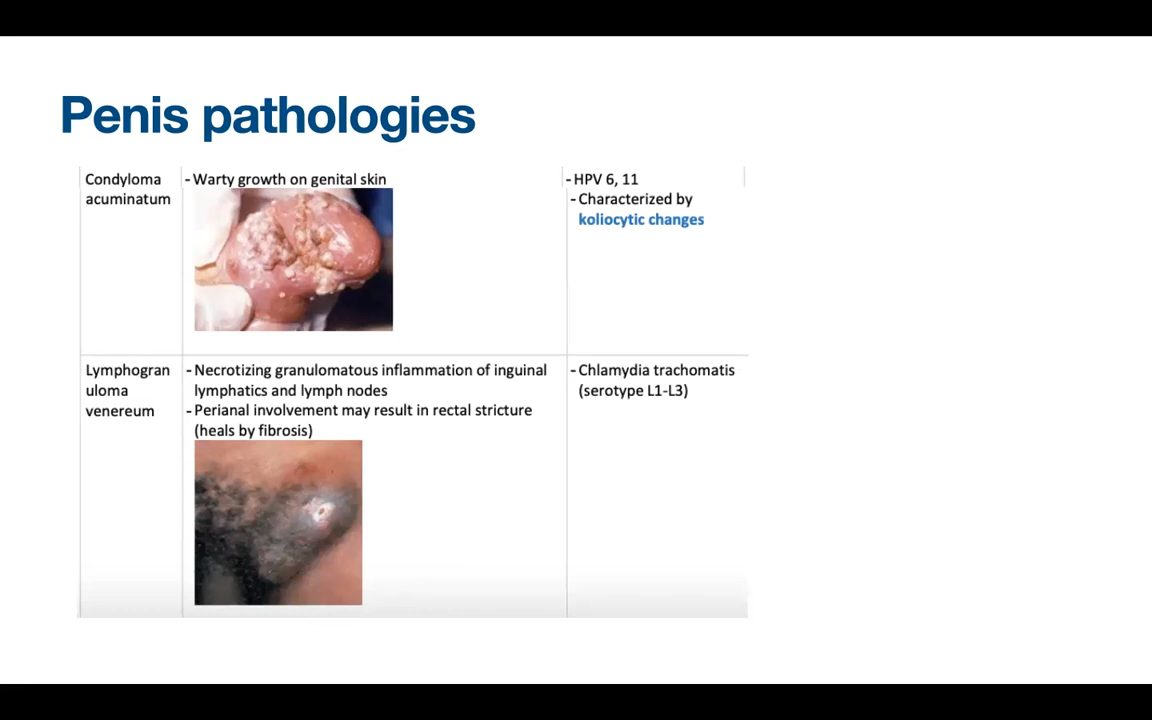 Penis pathologies
Condyloma
acuminatum
- Warty growth on genital skin
- HPV 6, 11
- Characterized by
koliocytic changes
Lymphogran
uloma
venereum
- Necrotizing granulomatous inflammation of inguinal
lymphatics and lymph nodes
- Perianal involvement may result in rectal stricture
(heals by fibrosis)
- Chlamydia trachomatis
(serotype L1-L3)